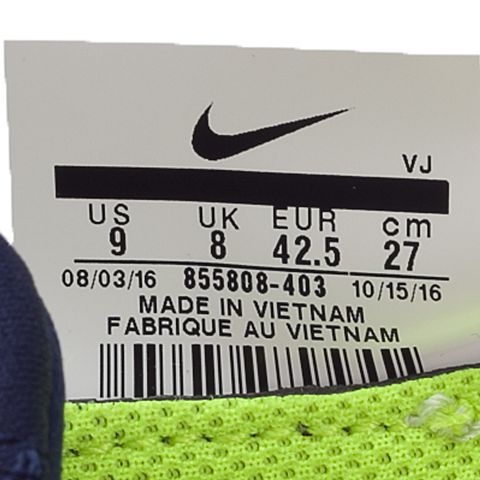 VJ
US UK EUR cm
9 8 42.5 27
08/03/16 855808-403 10/15/16
MADE IN VIETNAM
FABRIQUE AU VIETNAM